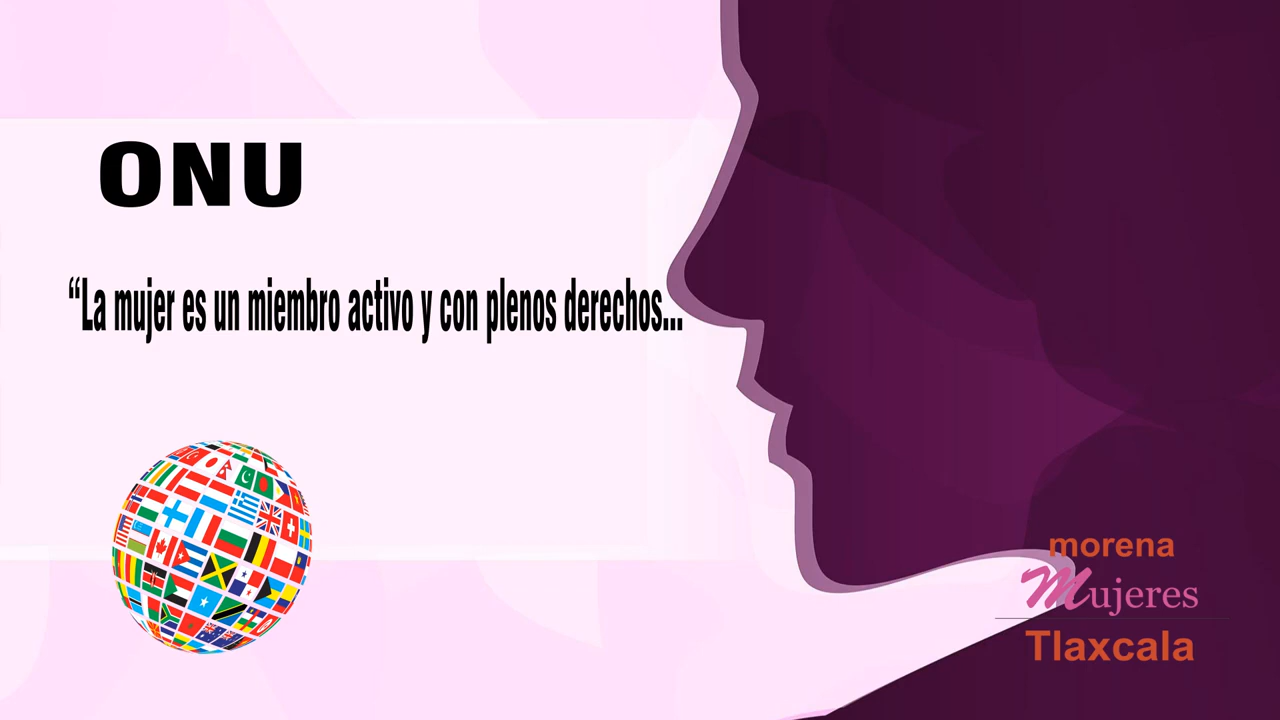 ONU
“La mujer es un miembro activo y con plenos derechos...
morena
Mujeres
Tlaxcala